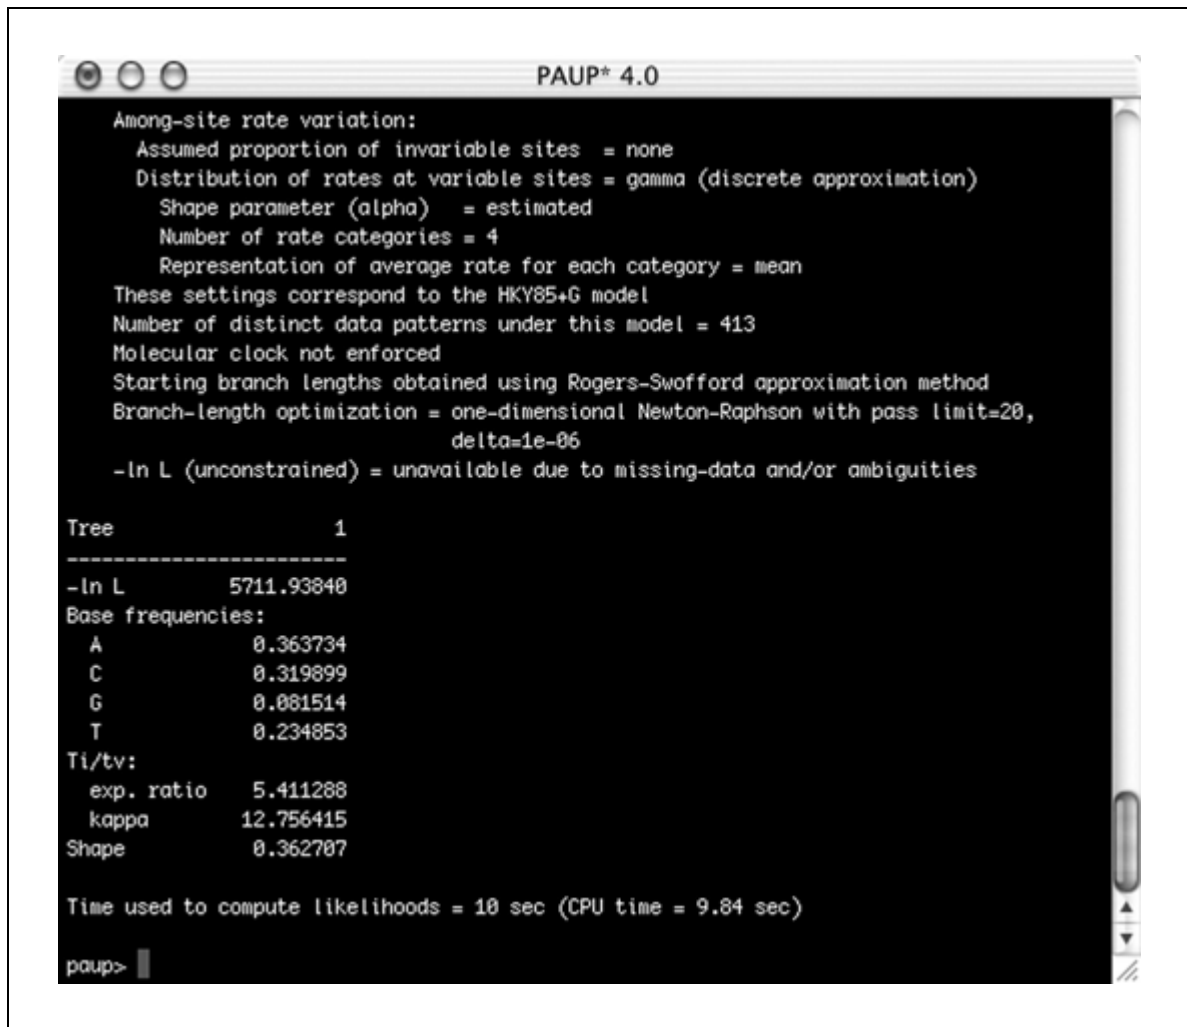 PAUP* 4.0
Among-site rate variation:
Assumed proportion of invariable sites = none
Distribution of rates at variable sites = gamma (discrete approximation)
Shape parameter (alpha) = estimated
Number of rate categories = 4
Representation of average rate for each category = mean
These settings correspond to the HKY85+G model
Number of distinct data patterns under this model = 413
Molecular clock not enforced
Starting branch lengths obtained using Rogers-Swofford approximation method
Branch-length optimization = one-dimensional Newton-Raphson with pass limit=20,
delta=1e-06
-ln L (unconstrained) = unavailable due to missing-data and/or ambiguities
Tree 1
------------------------
-ln L 5711.93840
Base frequencies:
A 0.363734
C 0.319899
G 0.081514
T 0.234853
Ti/tv:
exp. ratio 5.411288
kappa 12.756415
Shape 0.362707
Time used to compute likelihoods = 10 sec (CPU time = 9.84 sec)
paup>